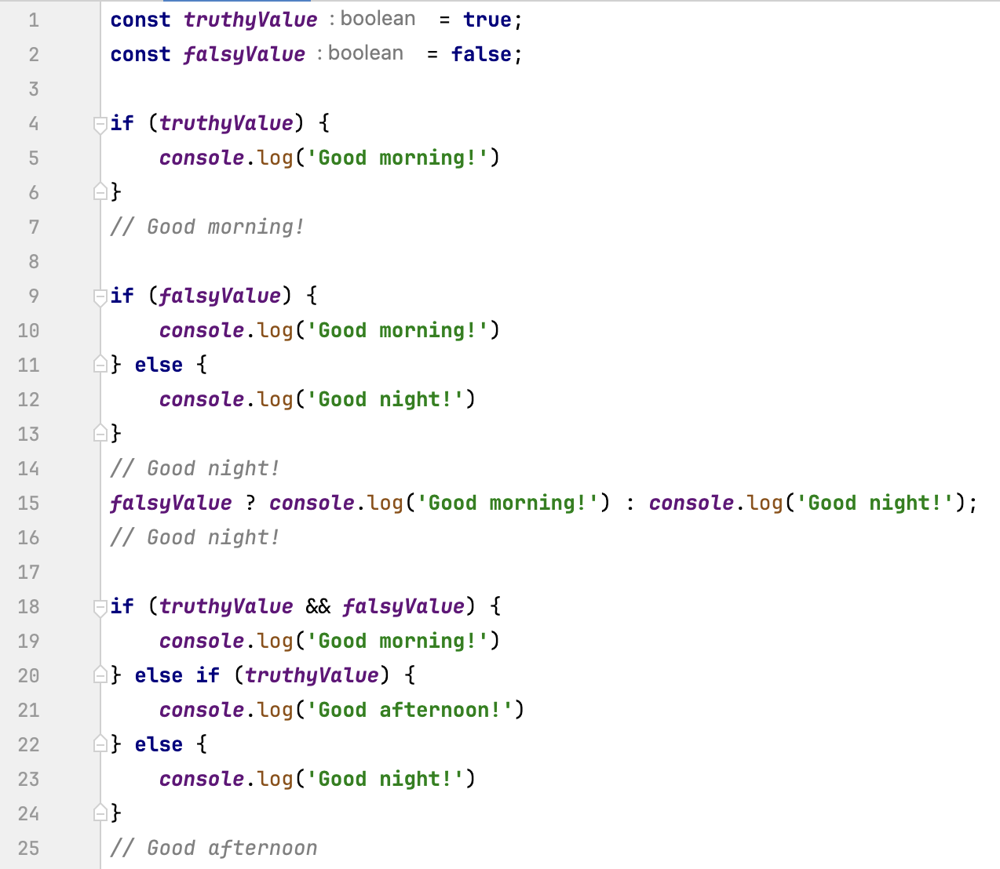 1 const truthyValue : boolean = true;
2 const falsyValue : boolean = false;
3
4 if (truthyValue) {
5     console.log('Good morning!')
6 }
7 // Good morning!
8
9 if (falsyValue) {
10     console.log('Good morning!')
11 } else {
12     console.log('Good night!')
13 }
14 // Good night!
15 falsyValue ? console.log('Good morning!') : console.log('Good night!');
16 // Good night!
17
18 if (truthyValue && falsyValue) {
19     console.log('Good morning!')
20 } else if (truthyValue) {
21     console.log('Good afternoon!')
22 } else {
23     console.log('Good night!')
24 }
25 // Good afternoon